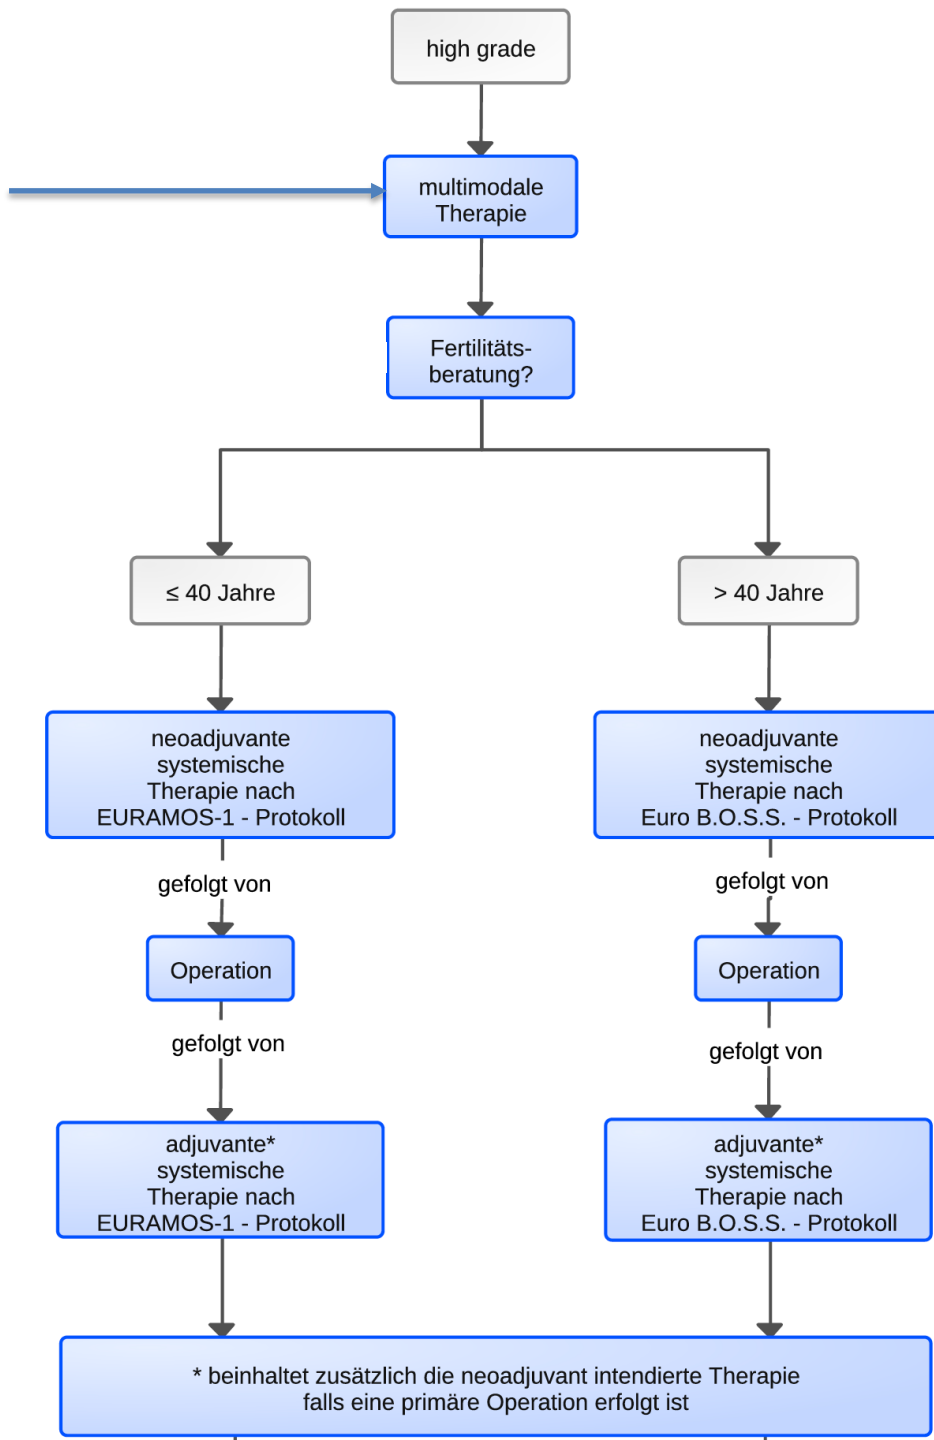 high grade
multimodale
Therapie
Fertilitäts-
beratung?
≤ 40 Jahre
> 40 Jahre
neoadjuvante
systemische
Therapie nach
EURAMOS-1 - Protokoll
neoadjuvante
systemische
Therapie nach
Euro B.O.S.S. - Protokoll
gefolgt von
gefolgt von
Operation
Operation
gefolgt von
gefolgt von
adjuvante*
systemische
Therapie nach
EURAMOS-1 - Protokoll
adjuvante*
systemische
Therapie nach
Euro B.O.S.S. - Protokoll
* beinhaltet zusätzlich die neoadjuvant intendierte Therapie
falls eine primäre Operation erfolgt ist